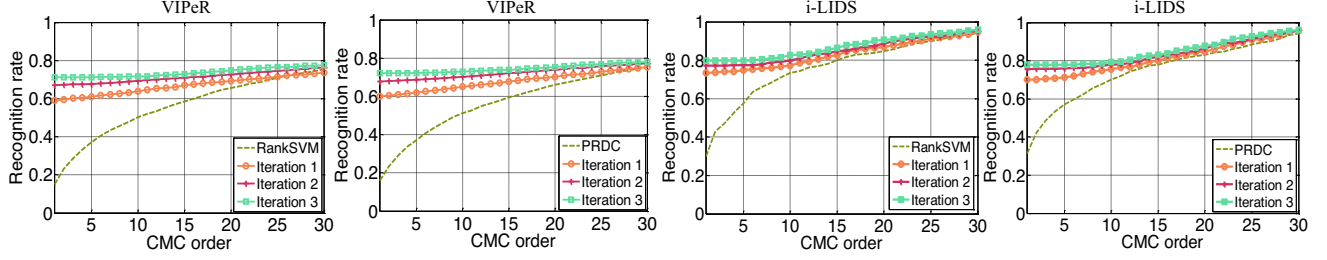 VIPeR
Recognition rate
1
0.8
0.6
0.4
0.2
0
RankSVM
Iteration 1
Iteration 2
Iteration 3
5 10 15 20 25 30
CMC order
VIPeR
Recognition rate
1
0.8
0.6
0.4
0.2
0
PRDC
Iteration 1
Iteration 2
Iteration 3
5 10 15 20 25 30
CMC order
i-LIDS
Recognition rate
1
0.8
0.6
0.4
0.2
0
RankSVM
Iteration 1
Iteration 2
Iteration 3
5 10 15 20 25 30
CMC order
i-LIDS
Recognition rate
1
0.8
0.6
0.4
0.2
0
PRDC
Iteration 1
Iteration 2
Iteration 3
5 10 15 20 25 30
CMC order